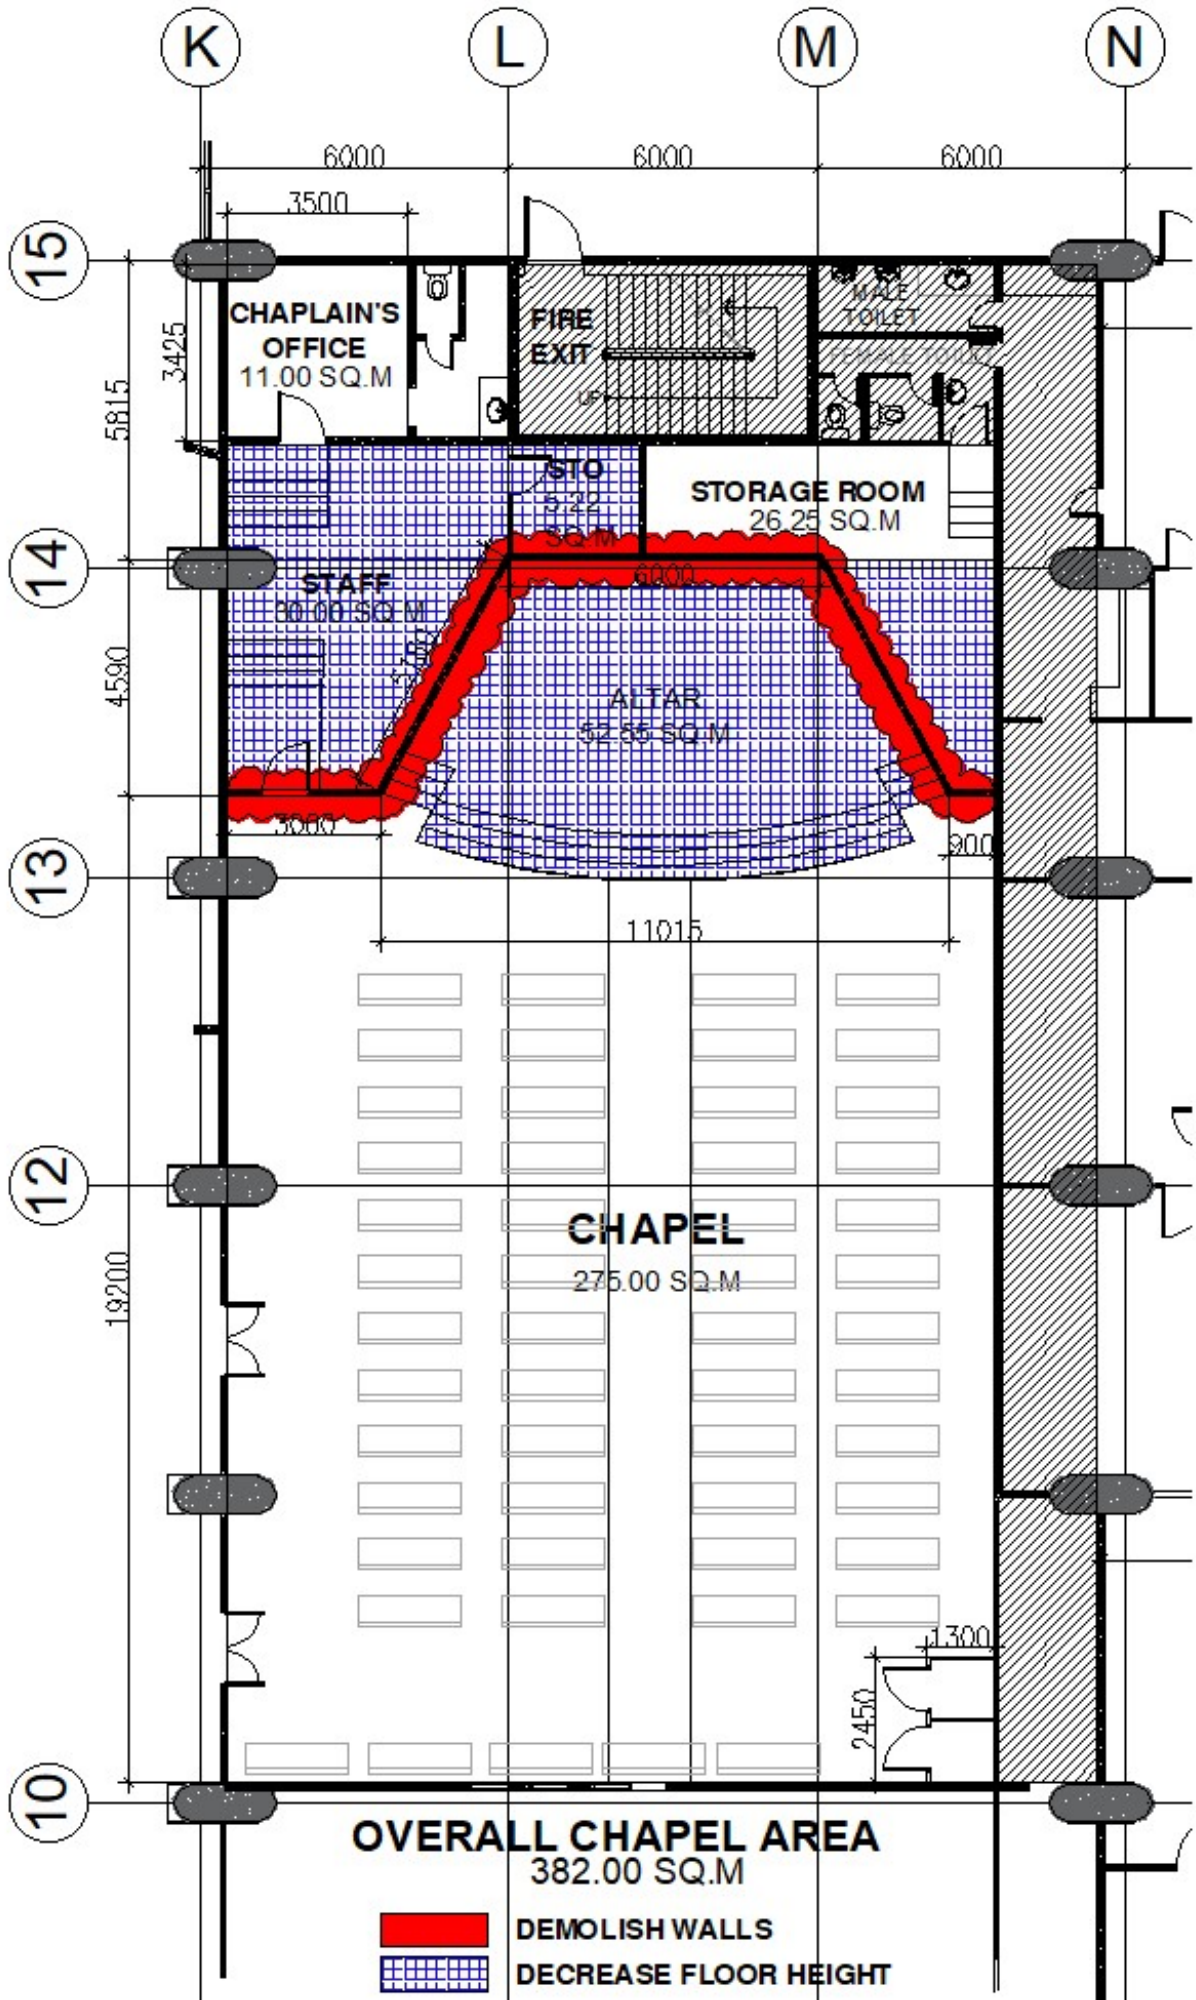 K
L
M
N
6000
6000
6000
3500
15
CHAPLAIN'S
OFFICE
11.00 SQ.M
3425
5815
FIRE
EXIT
UP
MALE
TOILET
FEMALE TOILET
STO
5.22
SQ.M
STORAGE ROOM
26.25 SQ.M
14
6000
STAFF
30.00 SQ.M
4590
ALTAR
52.55 SQ.M
3000
900
13
11015
12
CHAPEL
275.00 SQ.M
19200
1300
2450
10
OVERALL CHAPEL AREA
382.00 SQ.M
DEMOLISH WALLS
DECREASE FLOOR HEIGHT